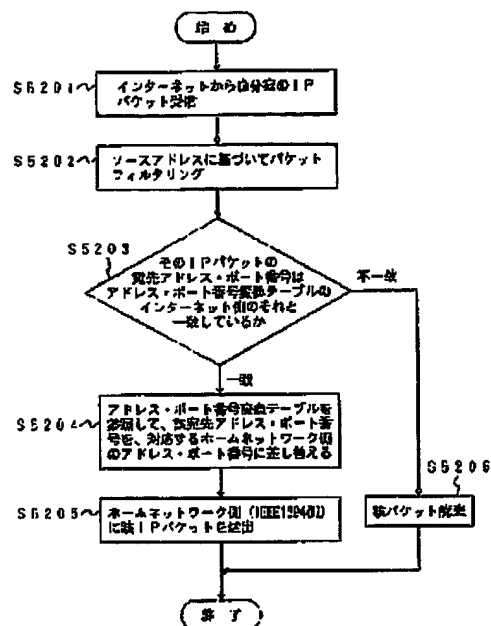 始 め
S5201
インターネットから自分宛のIP
パケット受信
S5202
ソースアドレスに基づいてパケット
フィルタリング
S5203
そのIPパケットの
宛先アドレス・ポート番号は
アドレス・ポート番号変換テーブルの
インターネット側のそれと
一致しているか
不一致
一致
S5204
アドレス・ポート番号変換テーブルを
参照して、該宛先アドレス・ポート番
号を、対応するホームネットワーク側
のアドレス・ポート番号に差し替える
S5206
該パケット廃棄
S5205
ホームネットワーク側(IEEE1394側)
に該IPパケットを送出
終 了